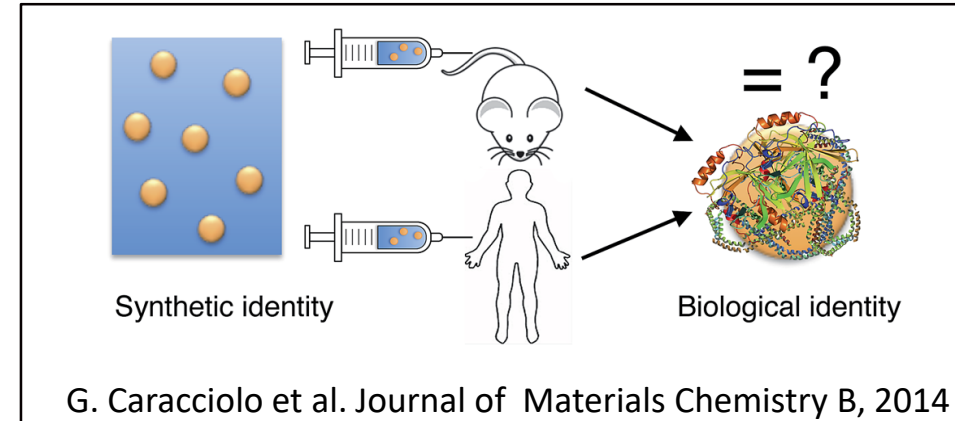 = ?
Synthetic identity
Biological identity
G. Caracciolo et al. Journal of  Materials Chemistry B, 2014